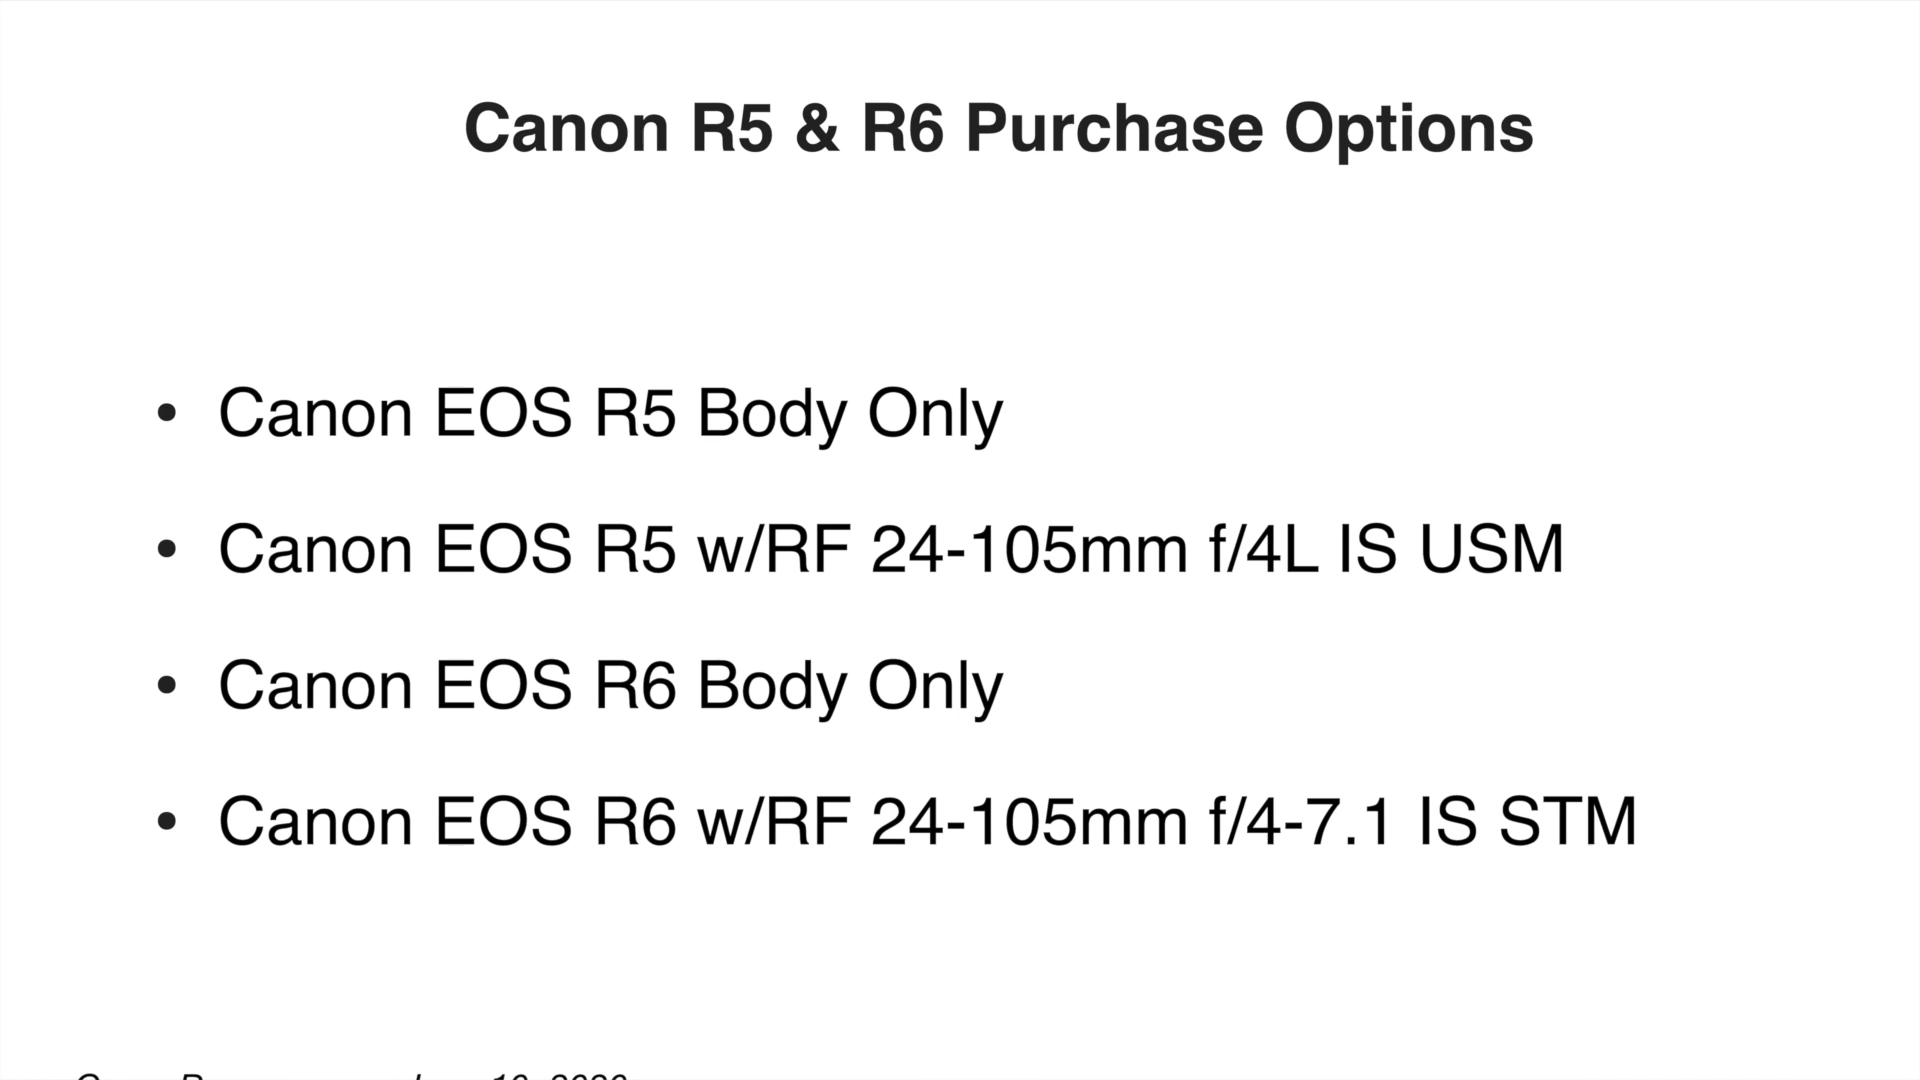 Canon R5 & R6 Purchase Options
• Canon EOS R5 Body Only
• Canon EOS R5 w/RF 24-105mm f/4L IS USM
• Canon EOS R6 Body Only
• Canon EOS R6 w/RF 24-105mm f/4-7.1 IS STM